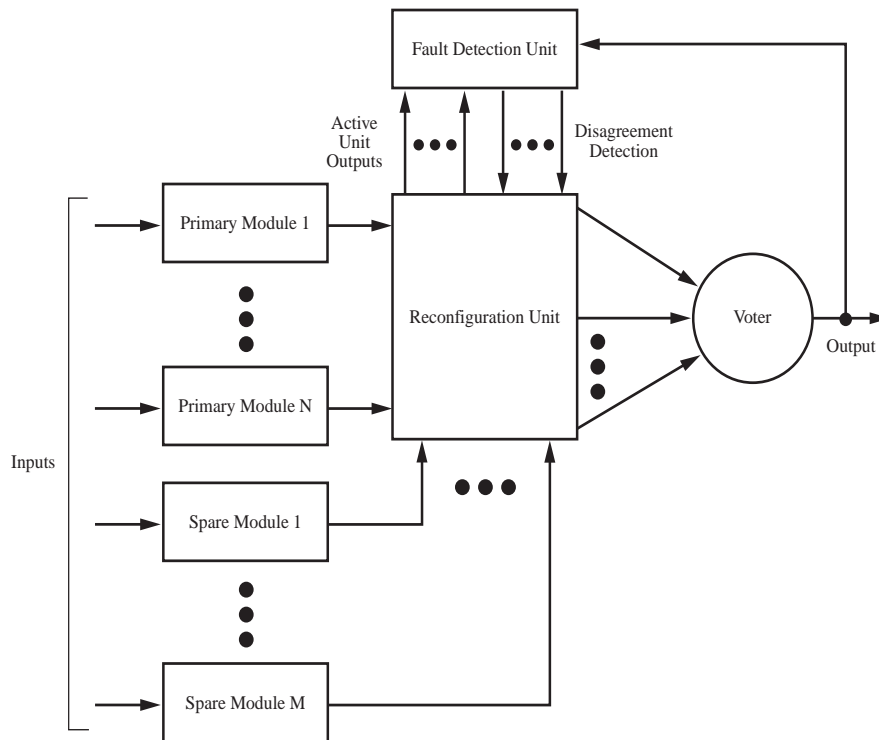 Fault Detection Unit
Active
Unit
Outputs
Disagreement
Detection
Primary Module 1
Reconfiguration Unit
Voter
Output
Primary Module N
Inputs
Spare Module 1
Spare Module M